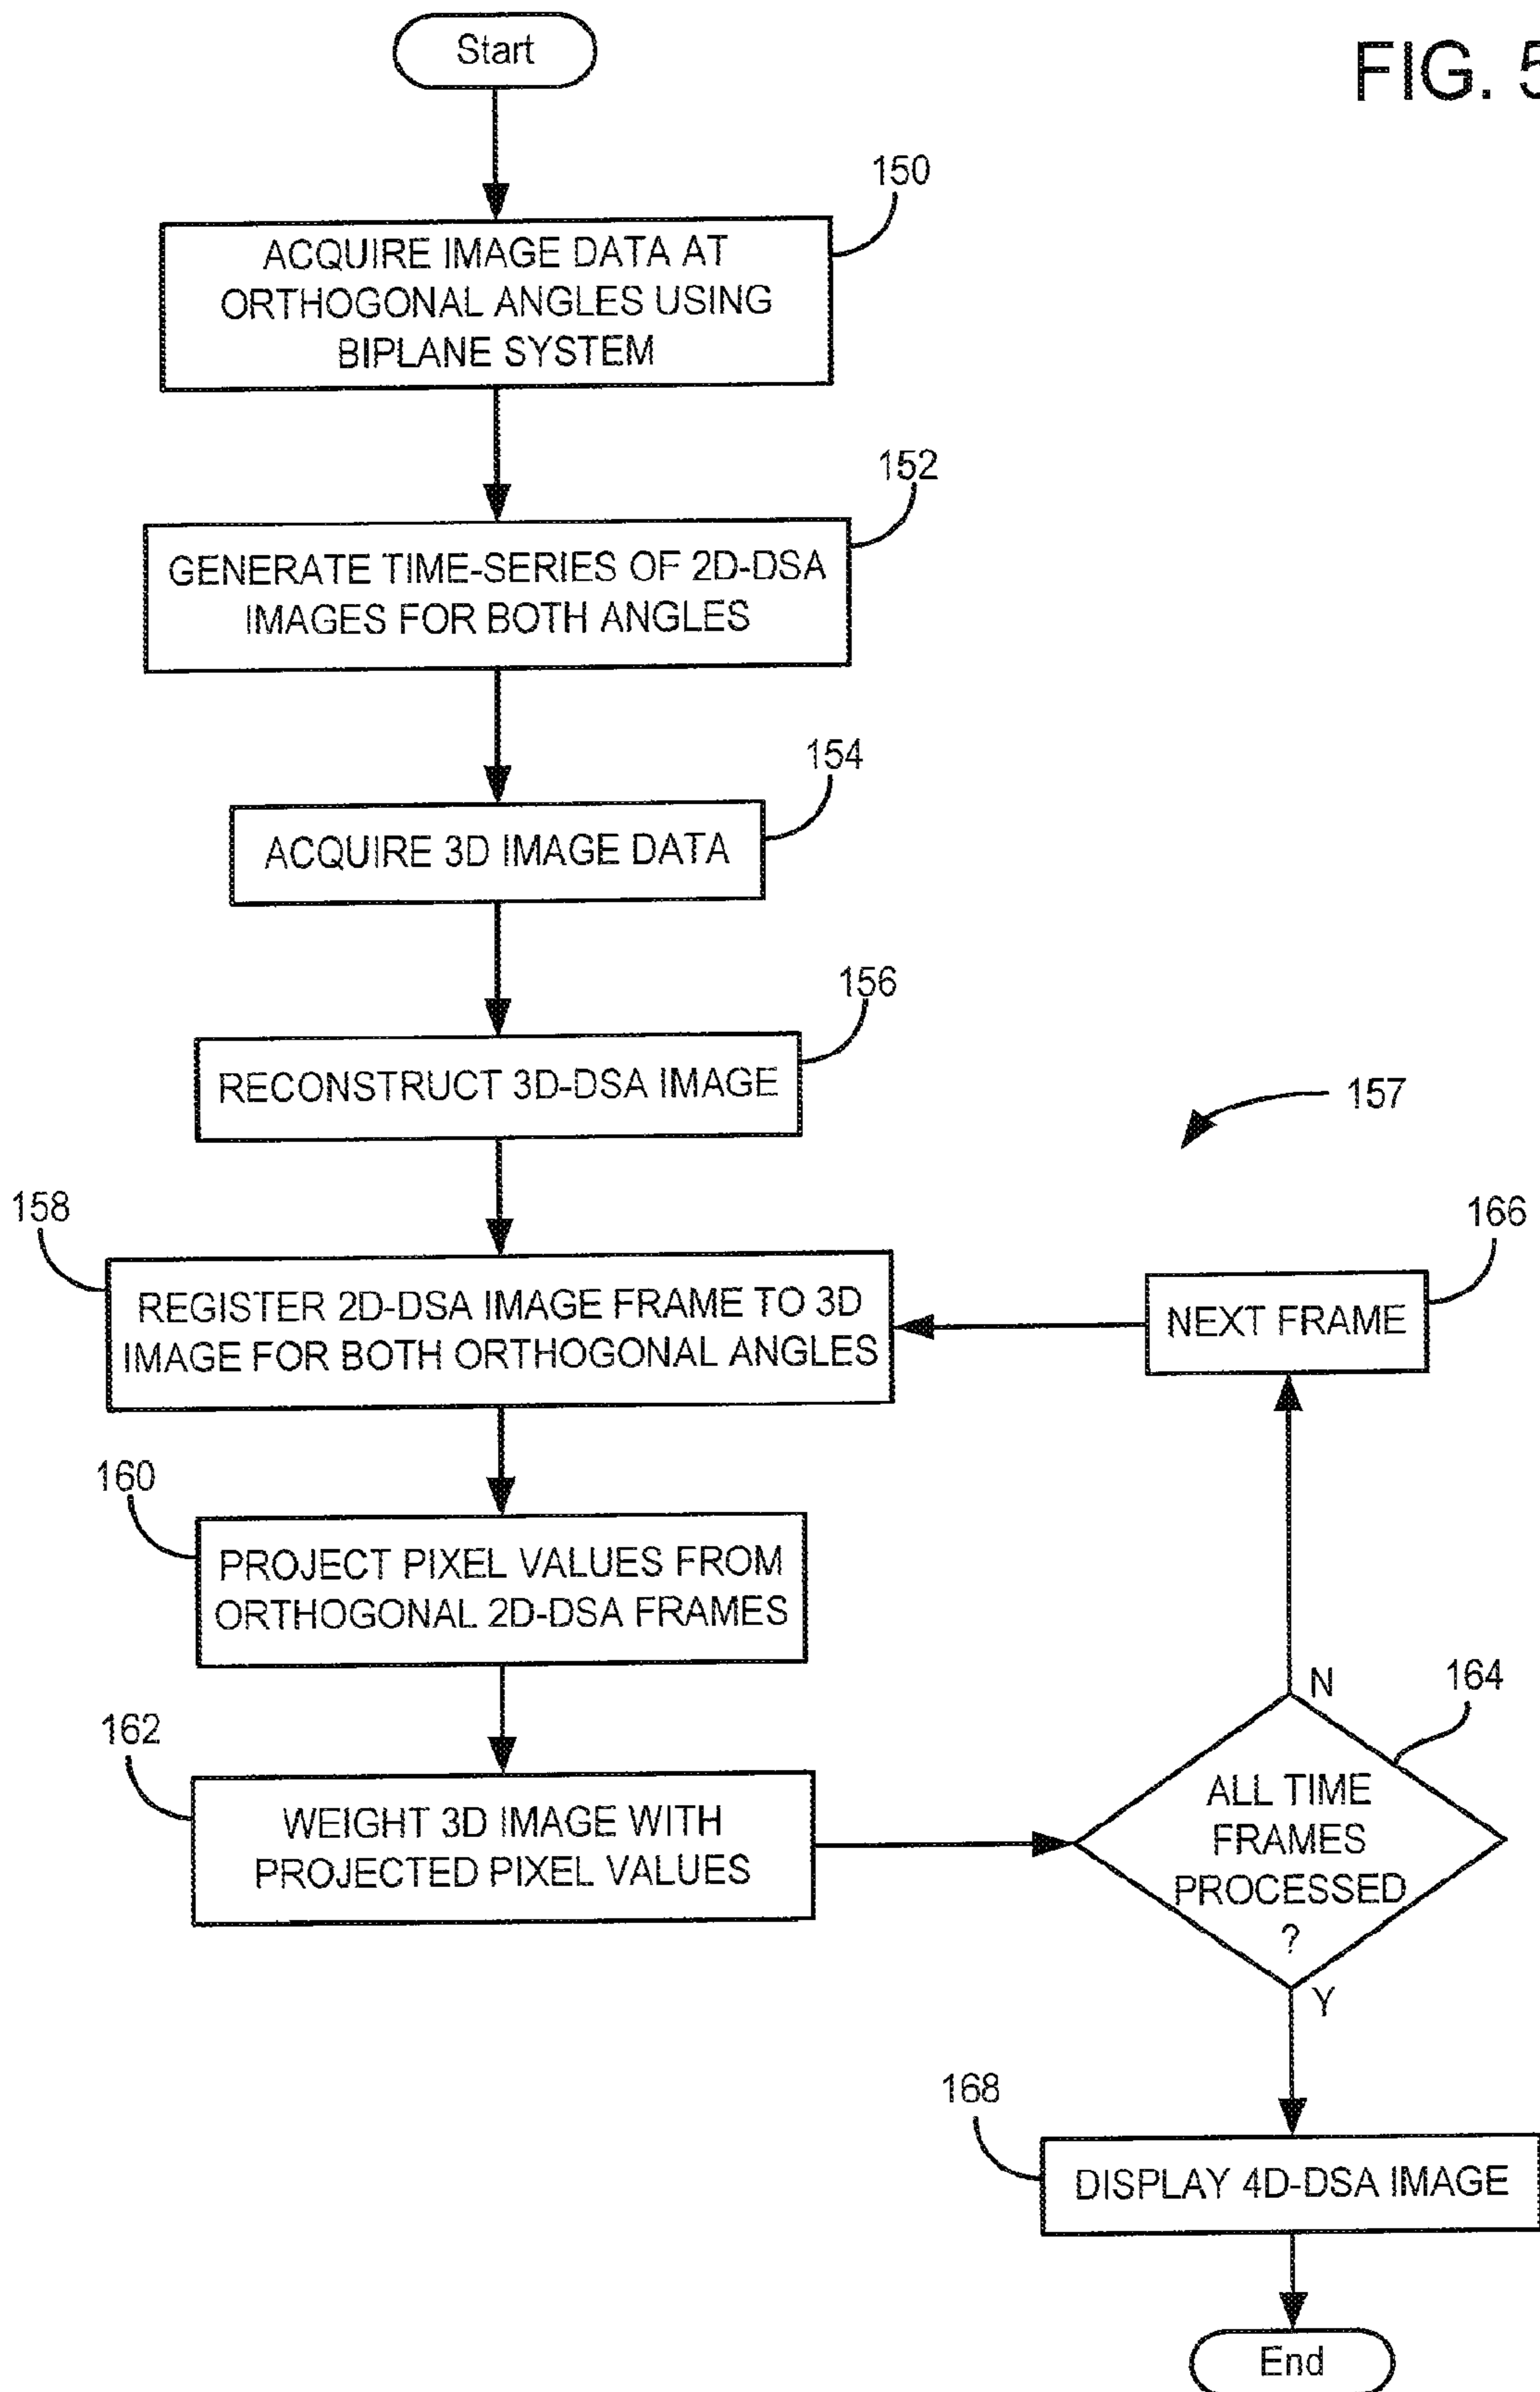 FIG. 5
Start
150
ACQUIRE IMAGE DATA AT
ORTHOGONAL ANGLES USING
BIPLANE SYSTEM
152
GENERATE TIME-SERIES OF 2D-DSA
IMAGES FOR BOTH ANGLES
154
ACQUIRE 3D IMAGE DATA
156
RECONSTRUCT 3D-DSA IMAGE
157
158
REGISTER 2D-DSA IMAGE FRAME TO 3D
IMAGE FOR BOTH ORTHOGONAL ANGLES
166
NEXT FRAME
160
PROJECT PIXEL VALUES FROM
ORTHOGONAL 2D-DSA FRAMES
162
WEIGHT 3D IMAGE WITH
PROJECTED PIXEL VALUES
N
164
ALL TIME
FRAMES
PROCESSED
?
Y
168
DISPLAY 4D-DSA IMAGE
End